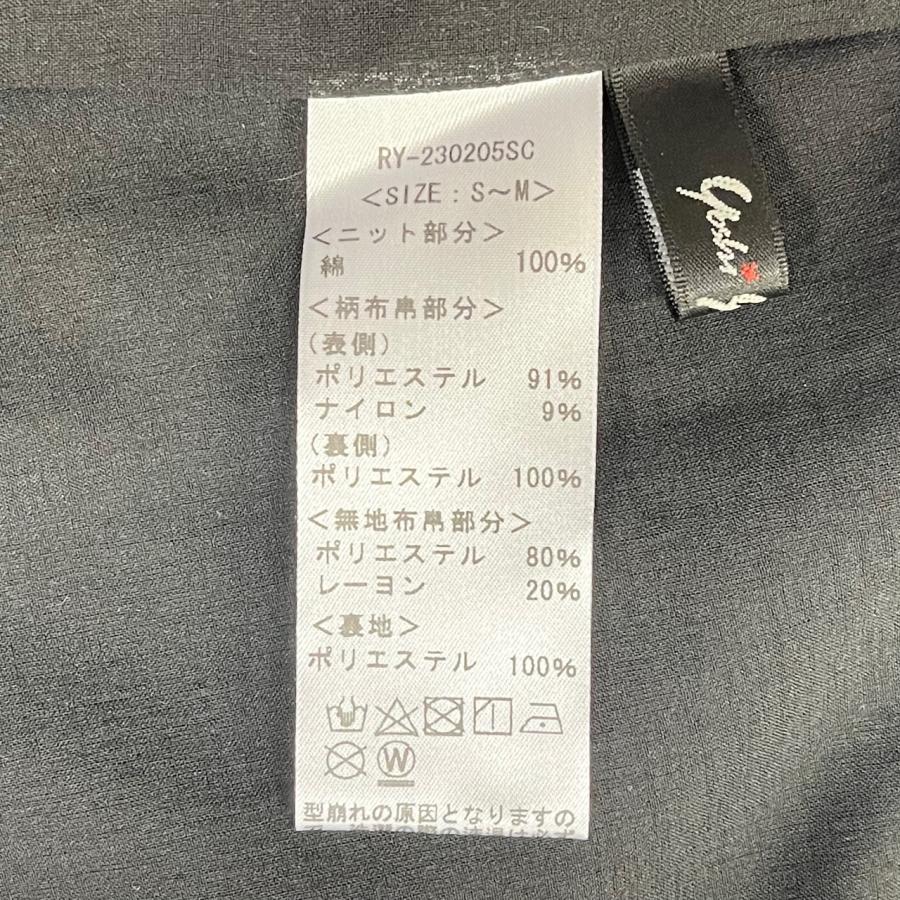 RY-230205SC
<SIZE:S～M>
<ニット部分>
綿 100%
<柄布帛部分>
(表側)
ポリエステル 91%
ナイロン 9%
(裏側)
ポリエステル 100%
<無地布帛部分>
ポリエステル 80%
レーヨン 20%
<裏地>
ポリエステル 100%
W
型崩れの原因となりますの